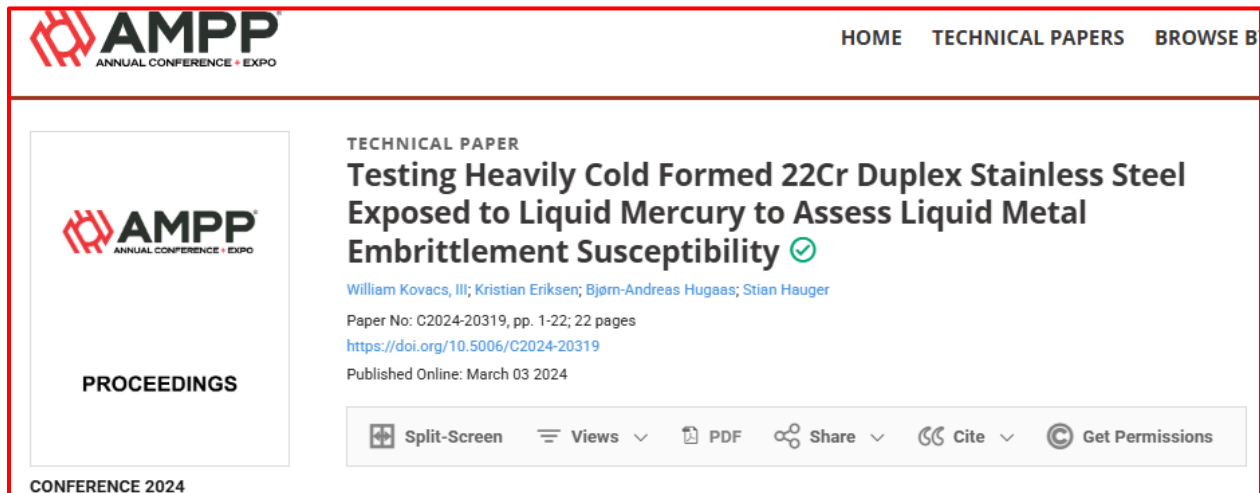 AMPP
ANNUAL CONFERENCE + EXPO
HOME TECHNICAL PAPERS BROWSE BY
AMPP
ANNUAL CONFERENCE + EXPO
PROCEEDINGS
CONFERENCE 2024
TECHNICAL PAPER
Testing Heavily Cold Formed 22Cr Duplex Stainless Steel
Exposed to Liquid Mercury to Assess Liquid Metal
Embrittlement Susceptibility
William Kovacs, III; Kristian Eriksen; Bjørn-Andreas Hugaas; Stian Hauger
Paper No: C2024-20319, pp. 1-22; 22 pages
https://doi.org/10.5006/C2024-20319
Published Online: March 03 2024
Split-Screen Views PDF Share Cite Get Permissions